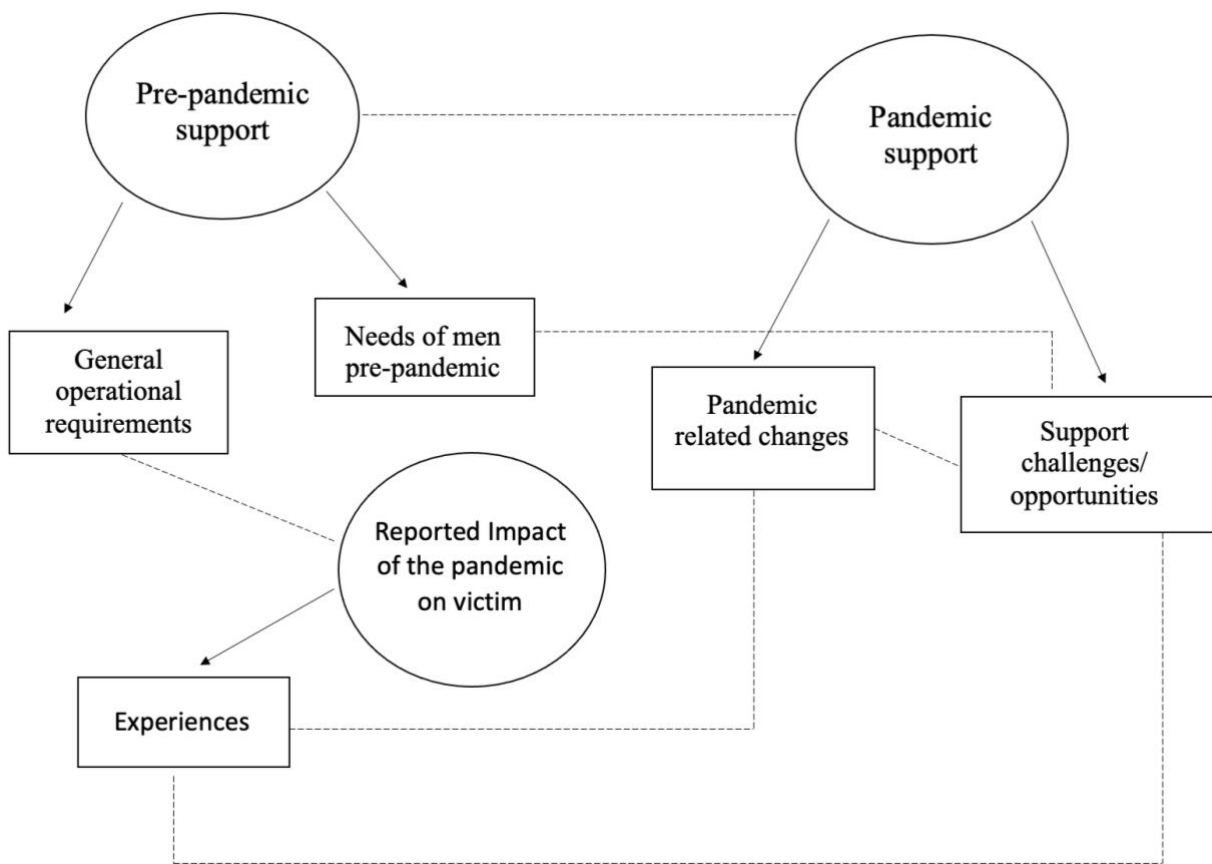 Pre-pandemic
support
Pandemic
support
General
operational
requirements
Needs of men
pre-pandemic
Pandemic
related changes
Support
challenges/
opportunities
Reported Impact
of the pandemic
on victim
Experiences